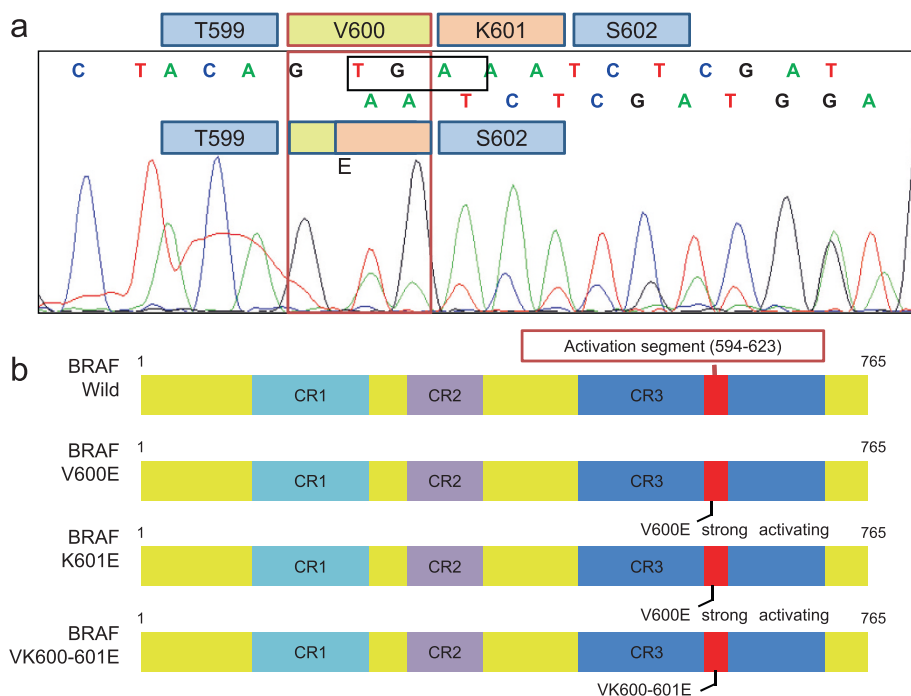 a
T599 V600 K601 S602
C T A C A G T G A A A T C T C G A T
A A T C T C G A T G G A
T599 S602
E
b
Activation segment (594-623)
BRAF
Wild
1 765
CR1 CR2 CR3
BRAF
V600E
1 765
CR1 CR2 CR3
V600E strong activating
BRAF
K601E
1 765
CR1 CR2 CR3
V600E strong activating
BRAF
VK600-601E
1 765
CR1 CR2 CR3
VK600-601E